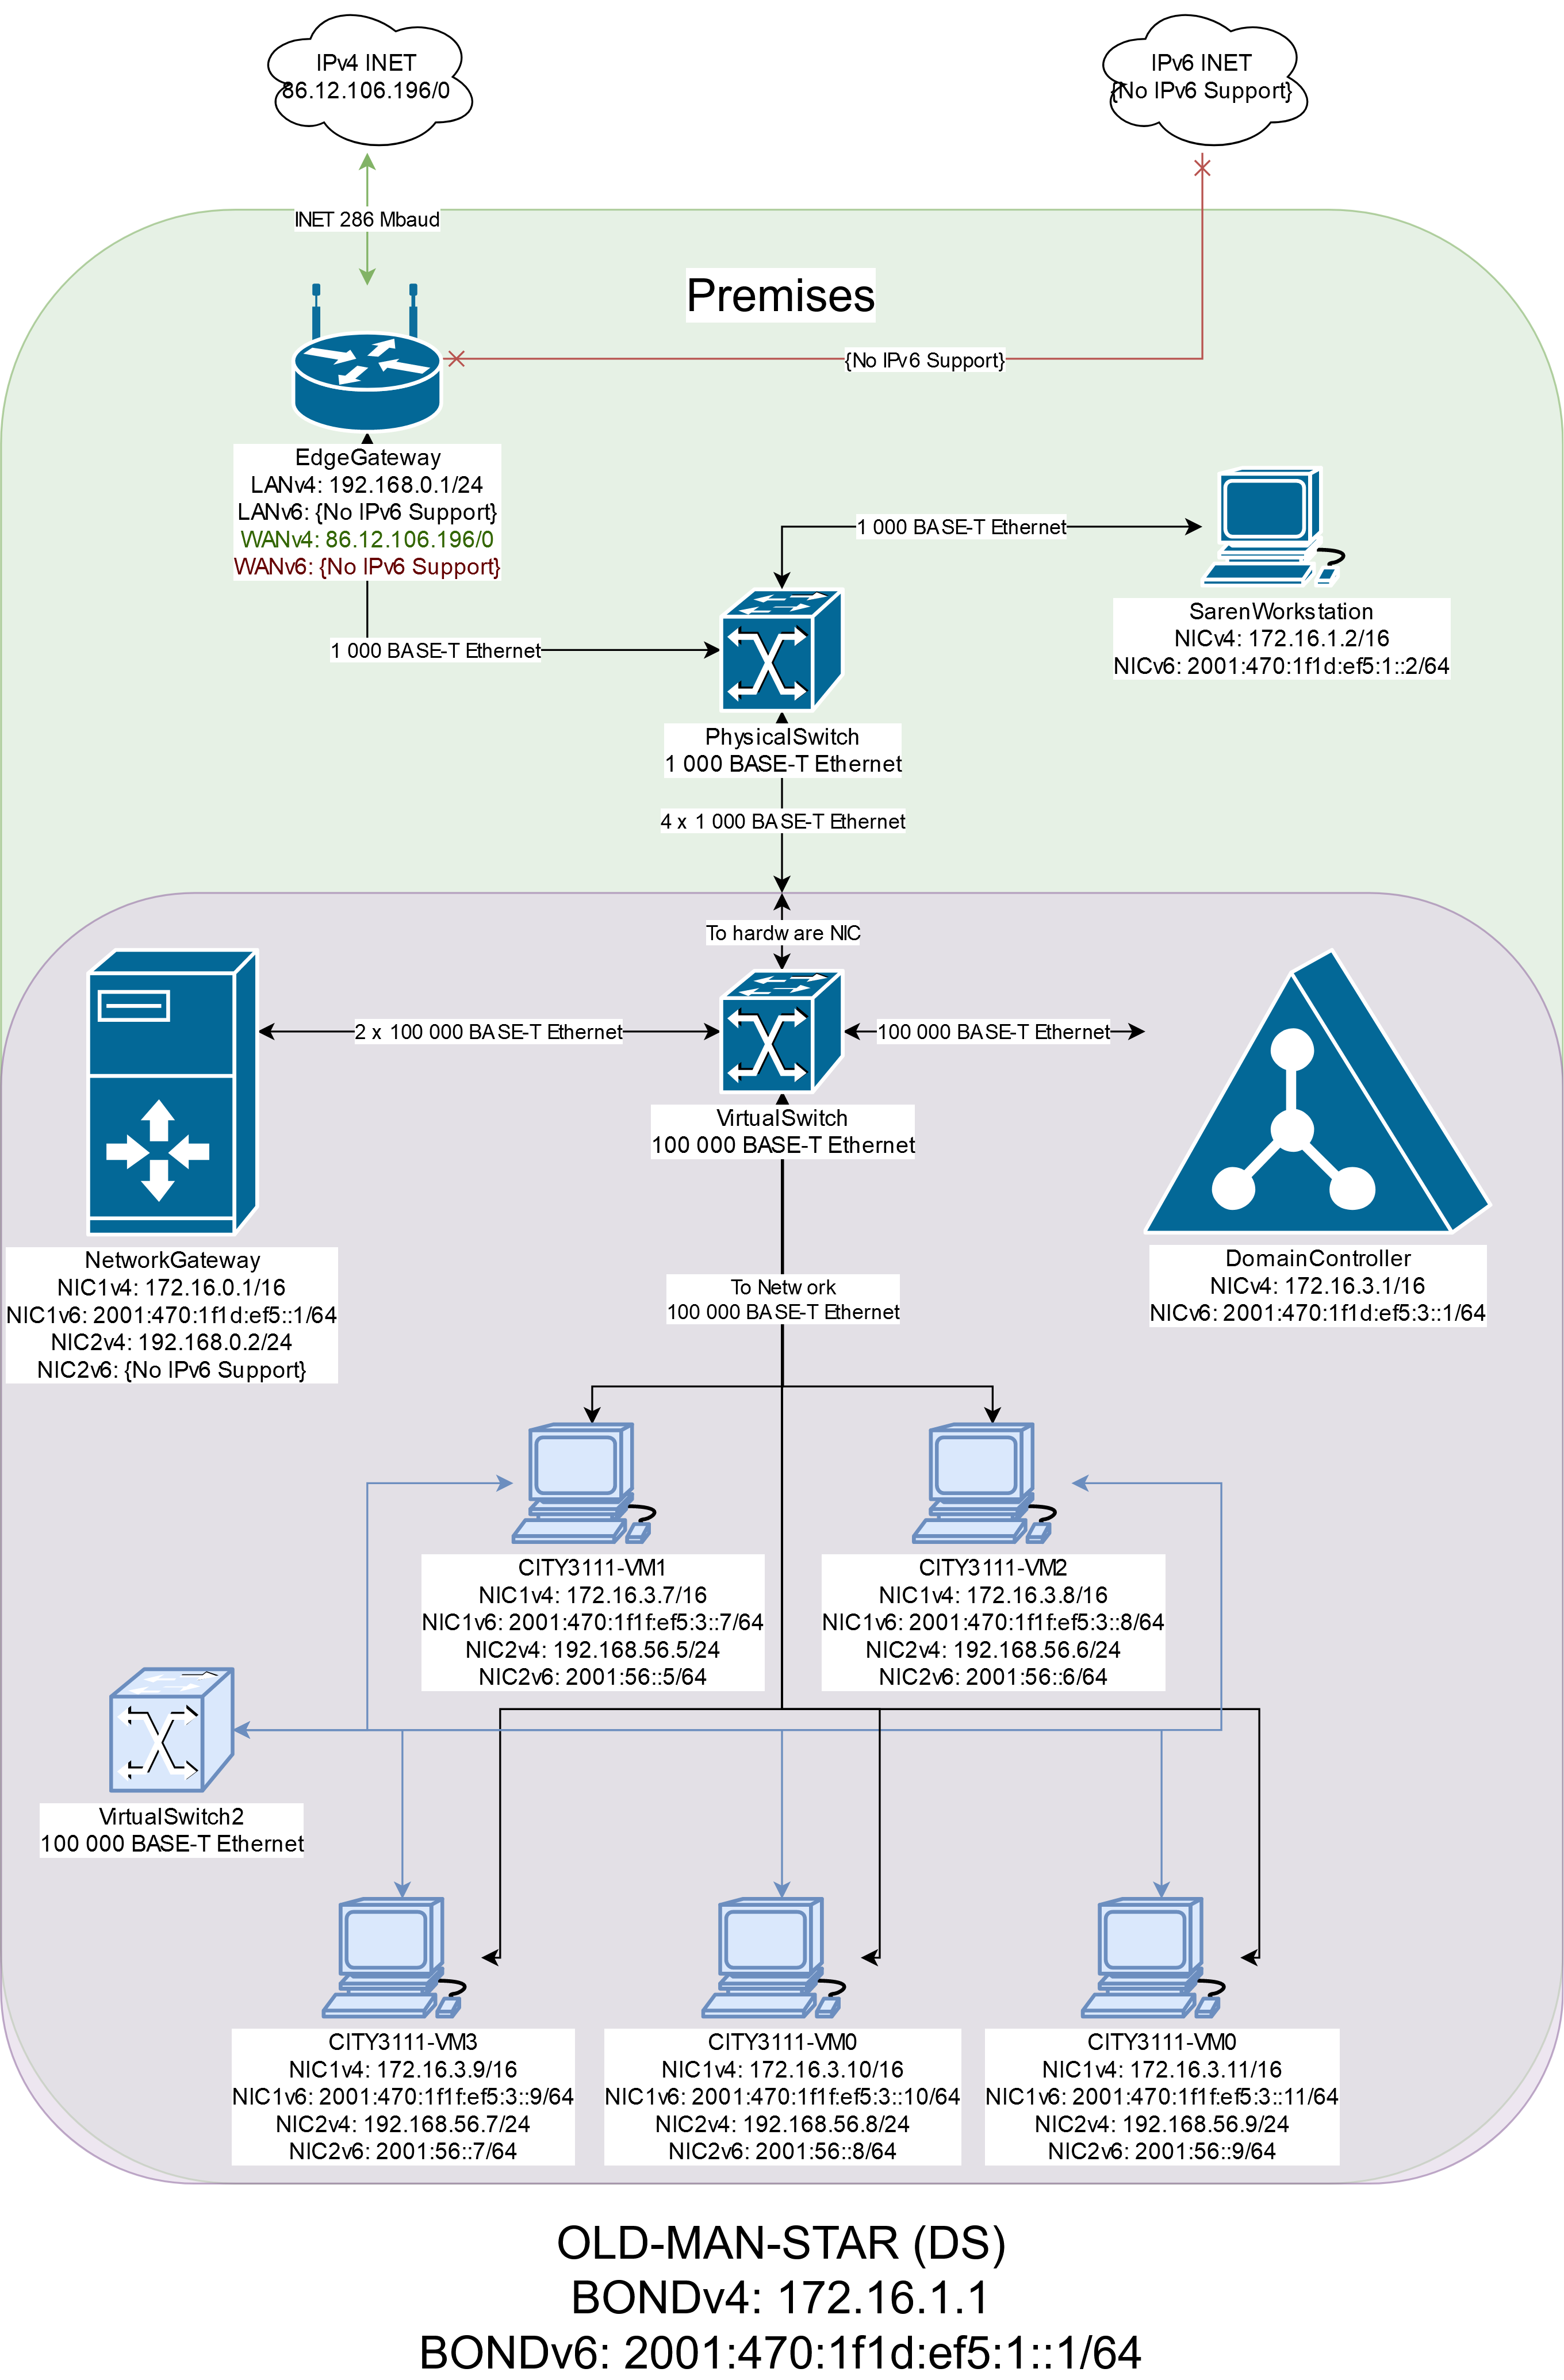 IPv4 INET
86.12.106.196/0
IPv6 INET
{No IPv6 Support}
INET 286 Mbaud
Premises
{No IPv6 Support}
EdgeGateway
LANv4: 192.168.0.1/24
LANv6: {No IPv6 Support}
WANv4: 86.12.106.196/0
WANv6: {No IPv6 Support}
1 000 BASE-T Ethernet
SarenWorkstation
NICv4: 172.16.1.2/16
NICv6: 2001:470:1f1d:ef5:1::2/64
1 000 BASE-T Ethernet
PhysicalSwitch
1 000 BASE-T Ethernet
4 x 1 000 BASE-T Ethernet
To hardware NIC
2 x 100 000 BASE-T Ethernet
100 000 BASE-T Ethernet
VirtualSwitch
100 000 BASE-T Ethernet
NetworkGateway
NIC1v4: 172.16.0.1/16
NIC1v6: 2001:470:1f1d:ef5::1/64
NIC2v4: 192.168.0.2/24
NIC2v6: {No IPv6 Support}
DomainController
NICv4: 172.16.3.1/16
NICv6: 2001:470:1f1d:ef5:3::1/64
To Network
100 000 BASE-T Ethernet
CITY3111-VM1
NIC1v4: 172.16.3.7/16
NIC1v6: 2001:470:1f1f:ef5:3::7/64
NIC2v4: 192.168.56.5/24
NIC2v6: 2001:56::5/64
CITY3111-VM2
NIC1v4: 172.16.3.8/16
NIC1v6: 2001:470:1f1f:ef5:3::8/64
NIC2v4: 192.168.56.6/24
NIC2v6: 2001:56::6/64
VirtualSwitch2
100 000 BASE-T Ethernet
CITY3111-VM3
NIC1v4: 172.16.3.9/16
NIC1v6: 2001:470:1f1f:ef5:3::9/64
NIC2v4: 192.168.56.7/24
NIC2v6: 2001:56::7/64
CITY3111-VM0
NIC1v4: 172.16.3.10/16
NIC1v6: 2001:470:1f1f:ef5:3::10/64
NIC2v4: 192.168.56.8/24
NIC2v6: 2001:56::8/64
CITY3111-VM0
NIC1v4: 172.16.3.11/16
NIC1v6: 2001:470:1f1f:ef5:3::11/64
NIC2v4: 192.168.56.9/24
NIC2v6: 2001:56::9/64
OLD-MAN-STAR (DS)
BONDv4: 172.16.1.1
BONDv6: 2001:470:1f1d:ef5:1::1/64